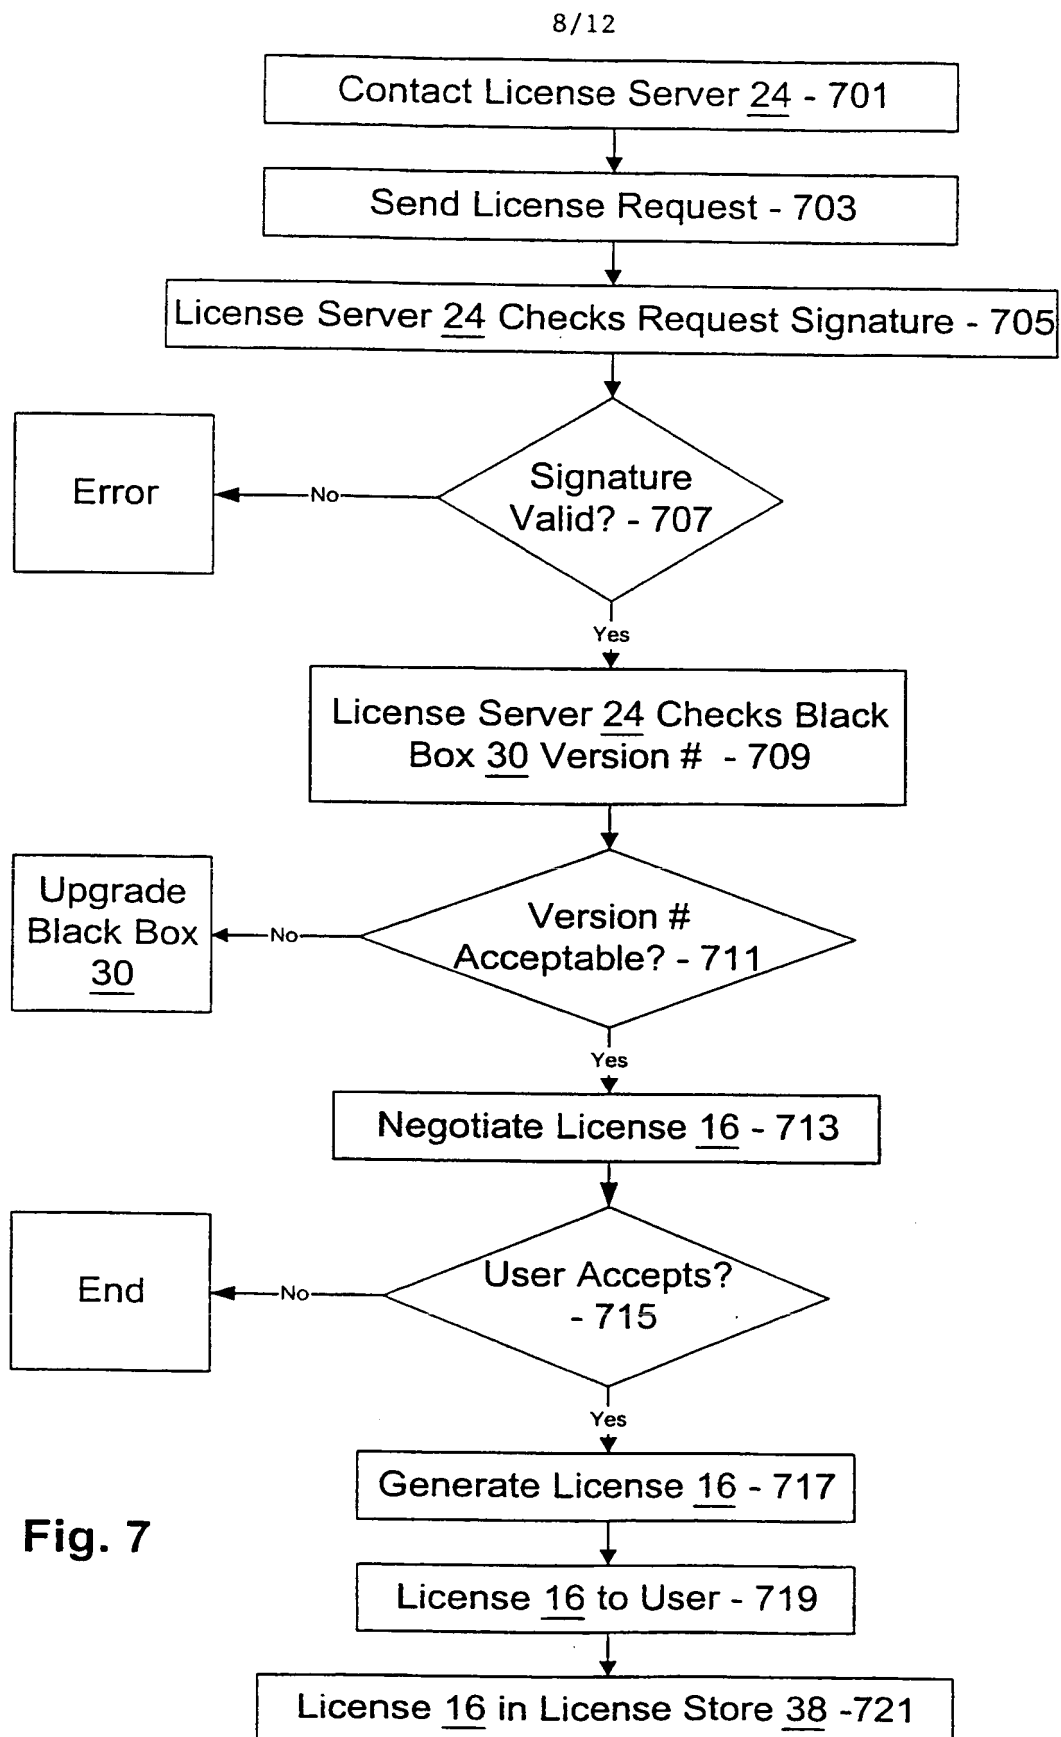 8/12
Contact License Server 24 - 701
Send License Request - 703
License Server 24 Checks Request Signature - 705
Signature
Valid? - 707
No
Error
Yes
License Server 24 Checks Black
Box 30 Version # - 709
Version #
Acceptable? - 711
No
Upgrade
Black Box
30
Yes
Negotiate License 16 - 713
User Accepts?
- 715
No
End
Yes
Generate License 16 - 717
License 16 to User - 719
License 16 in License Store 38 -721
Fig. 7